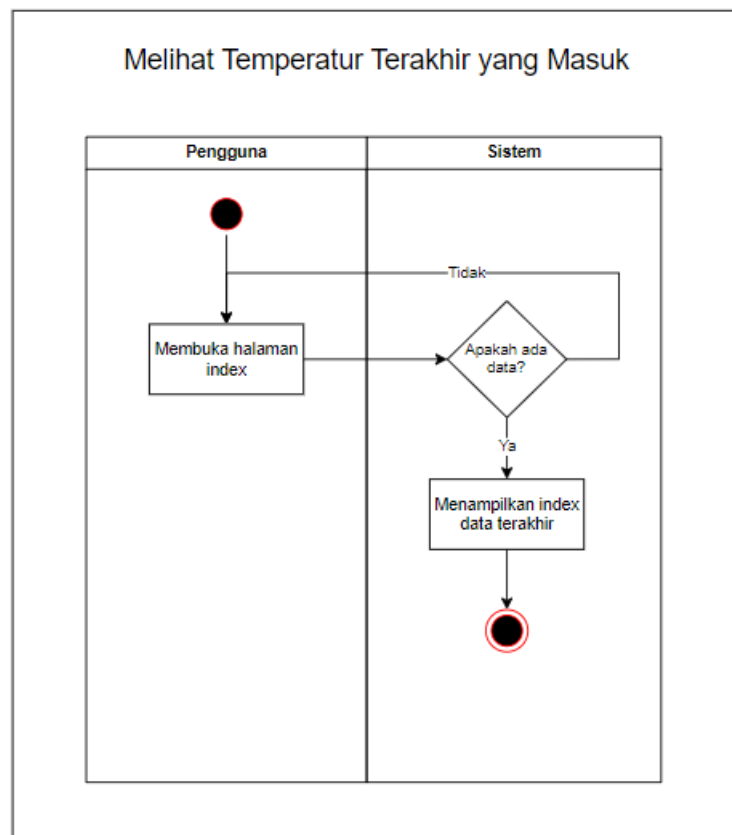 Melihat Temperatur Terakhir yang Masuk
Pengguna
Sistem
Tidak
Membuka halaman
index
Apakah ada
data?
Ya
Menampilkan index
data terakhir